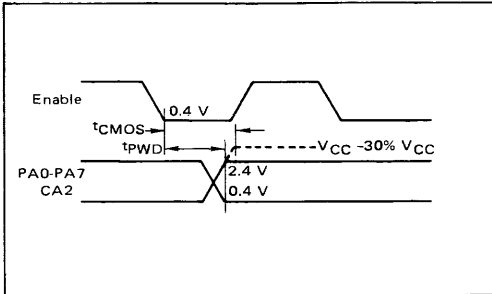 Enable
0.4 V
tCMOS
tPWD
VCC -30% VCC
PA0-PA7
CA2
2.4 V
0.4 V